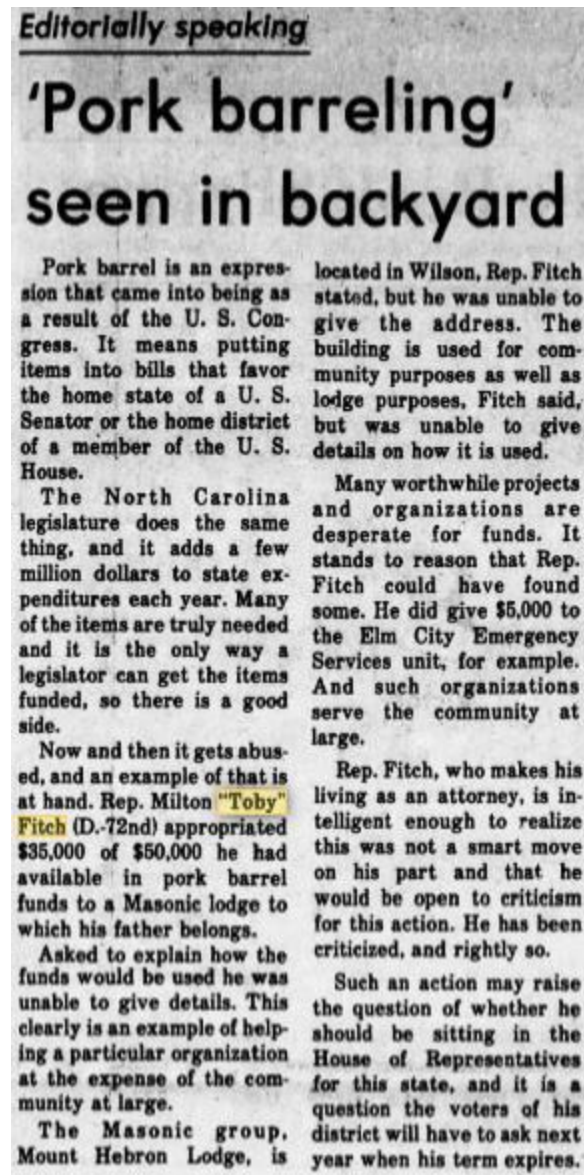 Editorially speaking
'Pork barreling'
seen in backyard
Pork barrel is an expres-
sion that came into being as
a result of the U. S. Con-
gress. It means putting
items into bills that favor
the home state of a U. S.
Senator or the home district
of a member of the U. S.
House.
The North Carolina
legislature does the same
thing, and it adds a few
million dollars to state ex-
penditures each year. Many
of the items are truly needed
and it is the only way a
legislator can get the items
funded, so there is a good
side.
Now and then it gets abus-
ed, and an example of that is
at hand. Rep. Milton "Toby"
Fitch (D.-72nd) appropriated
$35,000 of $50,000 he had
available in pork barrel
funds to a Masonic lodge to
which his father belongs.
Asked to explain how the
funds would be used he was
unable to give details. This
clearly is an example of help-
ing a particular organization
at the expense of the com-
munity at large.
The Masonic group,
Mount Hebron Lodge, is
located in Wilson, Rep. Fitch
stated, but he was unable to
give the address. The
building is used for com-
munity purposes as well as
lodge purposes, Fitch said,
but was unable to give
details on how it is used.
Many worthwhile projects
and organizations are
desperate for funds. It
stands to reason that Rep.
Fitch could have found
some. He did give $5,000 to
the Elm City Emergency
Services unit, for example.
And such organizations
serve the community at
large.
Rep. Fitch, who makes his
living as an attorney, is in-
telligent enough to realize
this was not a smart move
on his part and that he
would be open to criticism
for this action. He has been
criticized, and rightly so.
Such an action may raise
the question of whether he
should be sitting in the
House of Representatives
for this state, and it is a
question the voters of his
district will have to ask next
year when his term expires.